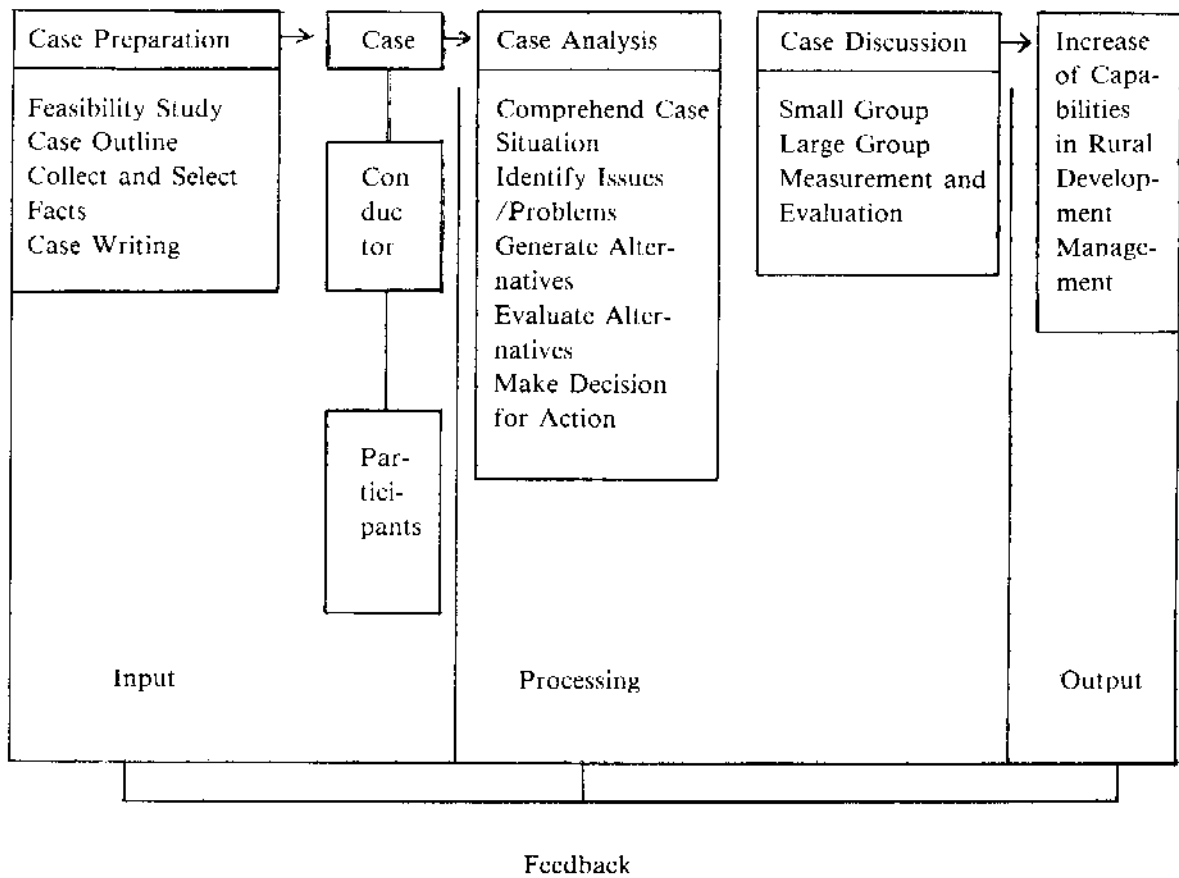 Case Preparation
Feasibility Study
Case Outline
Collect and Select
Facts
Case Writing
Case
Con
duc
tor
Par-
tici-
pants
Case Analysis
Comprehend Case
Situation
Identify Issues
/Problems
Generate Alter-
natives
Evaluate Alter-
natives
Make Decision
for Action
Case Discussion
Small Group
Large Group
Measurement and
Evaluation
Increase
of Capa-
bilities
in Rural
Develop-
ment
Manage-
ment
Input
Processing
Output
Feedback